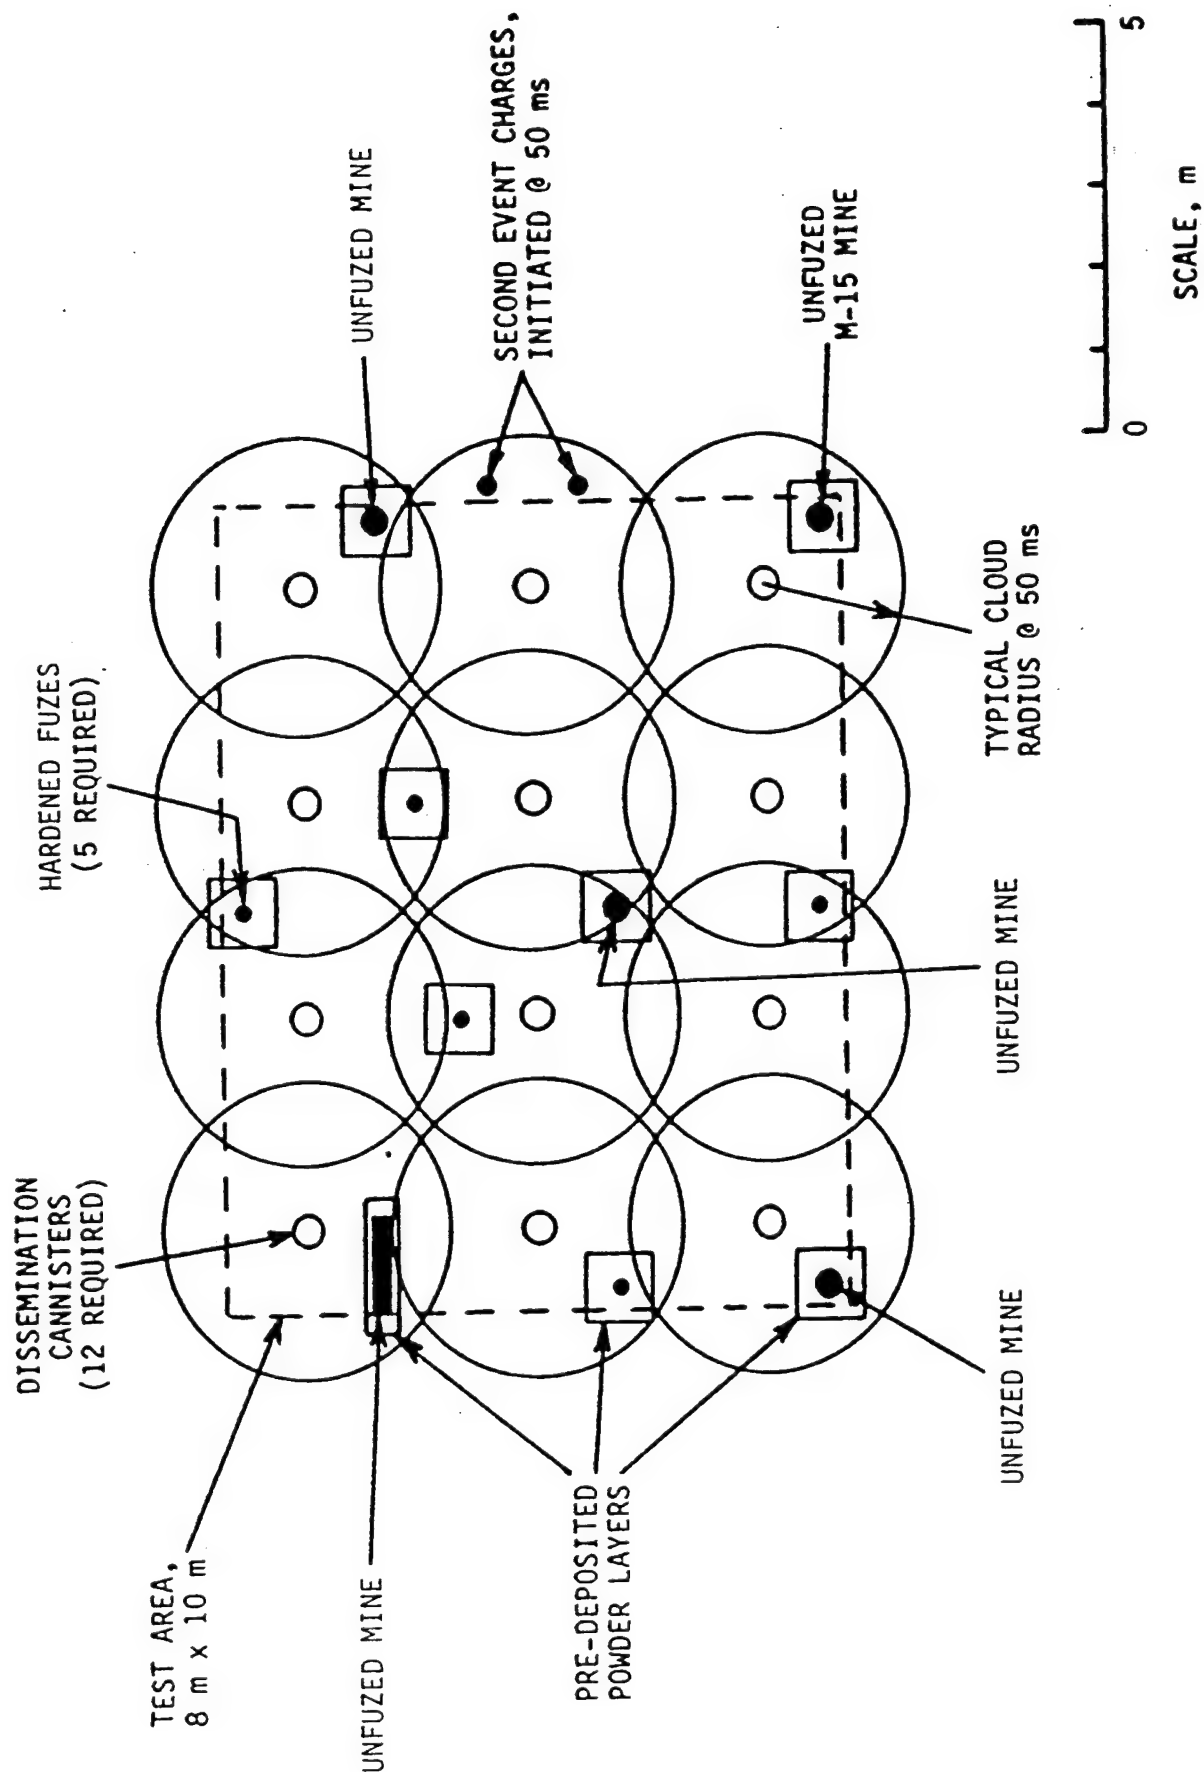 TEST AREA,
8 m x 10 m
DISSEMINATION
CANNISTERS
(12 REQUIRED)
HARDENED FUZES
(5 REQUIRED)
UNFUZED MINE
UNFUZED MINE
SECOND EVENT CHARGES,
INITIATED @ 50 ms
PRE-DEPOSITED
POWDER LAYERS
UNFUZED
M-15 MINE
UNFUZED MINE
UNFUZED MINE
TYPICAL CLOUD
RADIUS @ 50 ms
0
5
SCALE, m